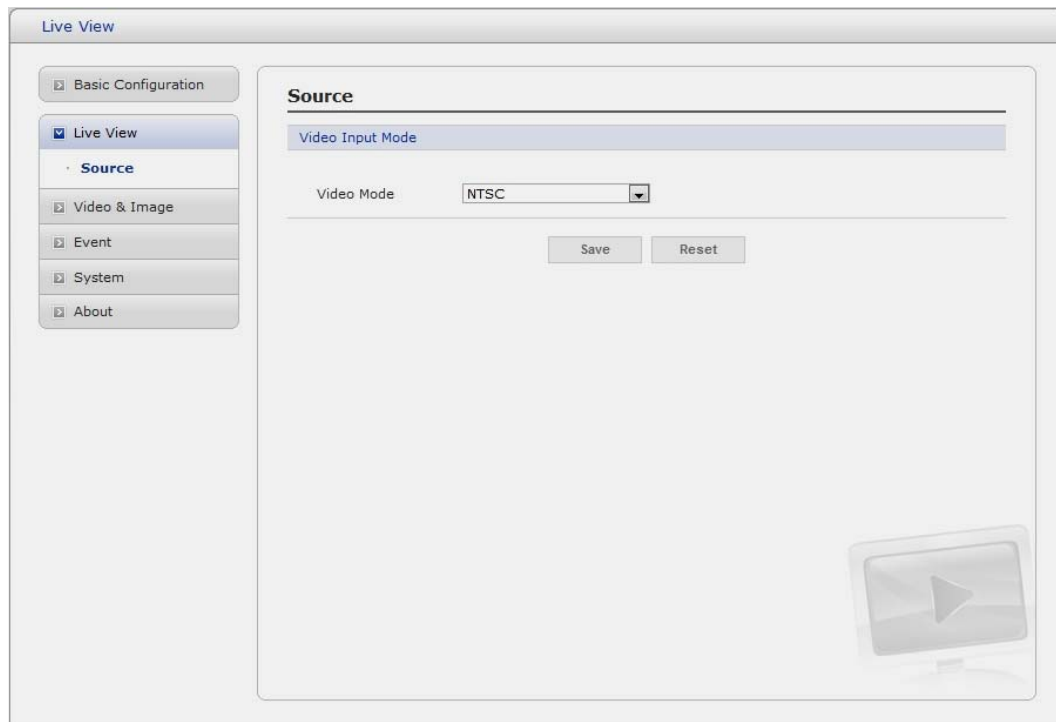 Live View
Basic Configuration
Live View
· Source
Video & Image
Event
System
About
Source
Video Input Mode
Video Mode NTSC
Save Reset